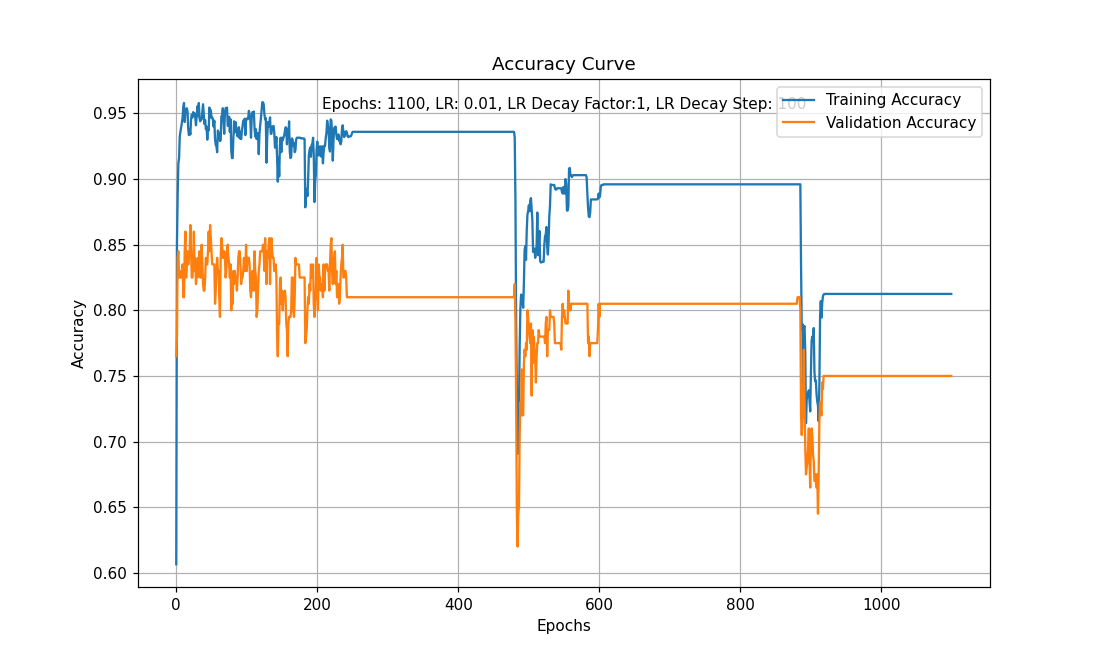 Accuracy Curve
Epochs: 1100, LR: 0.01, LR Decay Factor:1, LR Decay Step: 100
Training Accuracy
Validation Accuracy
0.95
0.90
0.85
0.80
0.75
0.70
0.65
0.60
Accuracy
0
200
400
600
800
1000
Epochs